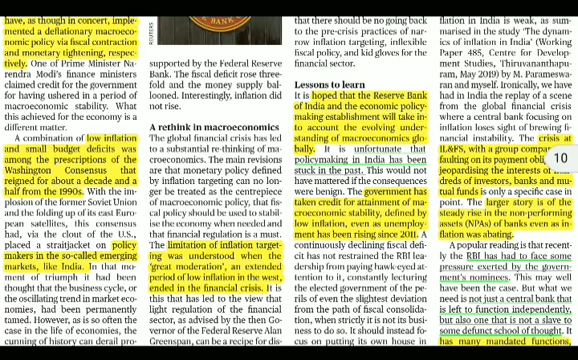 have, as though in concert, imple-
mented a deflationary macroeco-
nomic policy via fiscal contraction
and monetary tightening, respec-
tively. One of Prime Minister Na-
rendra Modi's finance ministers
claimed credit for the government
for having ushered in a period of
macroeconomic stability. What
this achieved for the economy is a
different matter.
A combination of low inflation
and small budget deficits was
among the prescriptions of the
Washington Consensus that
reigned for about a decade and a
half from the 1990s. With the im-
plosion of the former Soviet Union
and the folding up of its east Euro-
pean satellites, this consensus
had, via the clout of the U.S.,
placed a straitjacket on policy
makers in the so-called emerging
markets, like India. In that mo-
ment of triumph it had been
thought that the business cycle, or
the oscillating trend in market eco-
nomies, had been permanently
tamed. However, as is so often the
case in the life of economies, the
cunning of history can derail pro-
BANK
REUTERS
supported by the Federal Reserve
Bank. The fiscal deficit rose three-
fold and the money supply bal-
looned. Interestingly, inflation did
not rise.
A rethink in macroeconomics
The global financial crisis has led
to a substantial re-thinking of ma-
croeconomics. The main revisions
are that monetary policy defined
by inflation targeting can no lon-
ger be treated as the centrepiece
of macroeconomic policy, that fis-
cal policy should be used to stabil-
ise the economy when needed and
that financial regulation is a must.
The limitation of inflation target-
ing was understood when the
'great moderation', an extended
period of low inflation in the west,
ended in the financial crisis. It is
this that had led to the view that
light regulation of the financial
sector, as advised by the then Go-
vernor of the Federal Reserve Alan
Greenspan, can be a recipe for dis-
that there should be no going back
to the pre-crisis practices of nar-
row inflation targeting, inflexible
fiscal policy, and kid gloves for the
financial sector.
Lessons to learn
It is hoped that the Reserve Bank
of India and the economic policy-
making establishment will take in-
to account the evolving under-
standing of macroeconomics glo-
bally. It is unfortunate that
policymaking in India has been
stuck in the past. This would not
have mattered if the consequences
were benign. The government has
taken credit for attainment of ma-
croeconomic stability, defined by
low inflation, even as unemploy-
ment has been rising since 2011. A
continuously declining fiscal defi-
cit has not restrained the RBI lea-
dership from paying hawk-eyed at-
tention to it, constantly lecturing
the elected government of the pe-
rils of even the slightest deviation
from the path of fiscal consolida-
tion, when strictly it is not its busi-
ness to do so. It should instead fo-
cus on putting its own house in
flation in India is weak, as sum-
marised in the study 'The dynam-
ics of inflation in India' (Working
Paper 485, Centre for Develop-
ment Studies, Thiruvananthapu-
ram, May 2019) by M. Parameswa-
ran and myself. Ironically, we have
had in India the replay of a scene
from the global financial crisis
where a central bank focusing on
inflation loses sight of brewing fi-
nancial instability. The crisis at
IL&FS, with a group
faulting on its payment
jeopardising the interests of
dreds of investors, banks and mu-
tual funds is only a specific case in
point. The larger story is of the
steady rise in the non-performing
assets (NPAs) of banks even as in-
flation was abating.
A popular reading is that recent-
ly the RBI has had to face some
pressure exerted by the govern-
ment's nominees. This may well
have been the case. But what we
need is not just a central bank that
is left to function independently,
but also one that is not a slave to
some defunct school of thought. It
has many mandated functions,
10